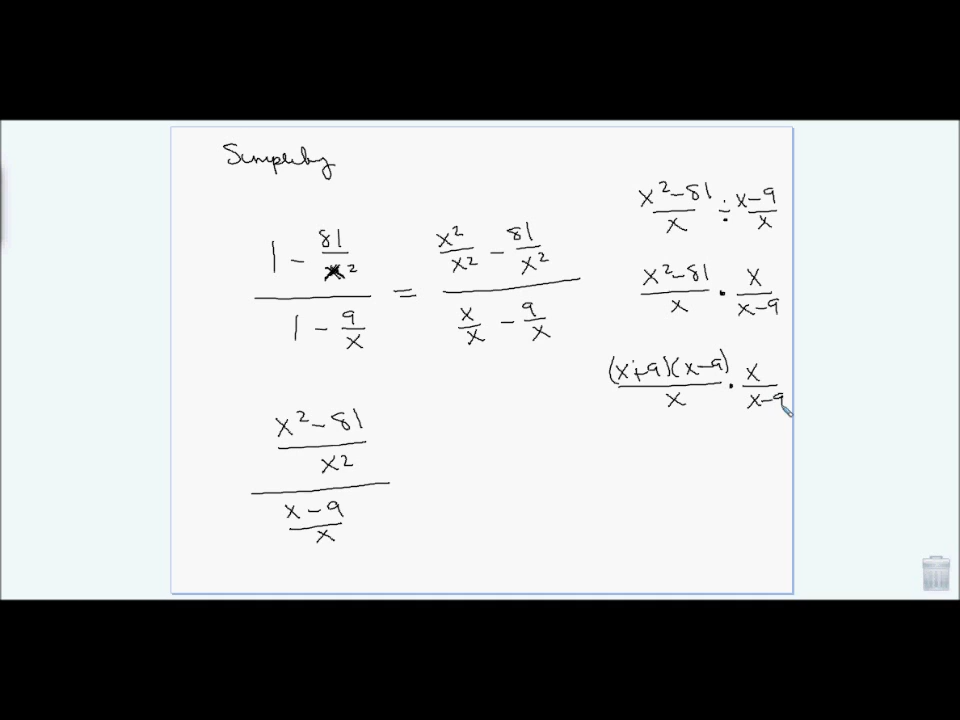 Simplify
1 - 81/x² / 1 - 9/x = x²/x² - 81/x² / x/x - 9/x
x² - 81 / x² / x - 9 / x
x² - 81 / x ÷ x - 9 / x
x² - 81 / x · x / x - 9
(x + 9)(x - 9) / x · x / x - 9